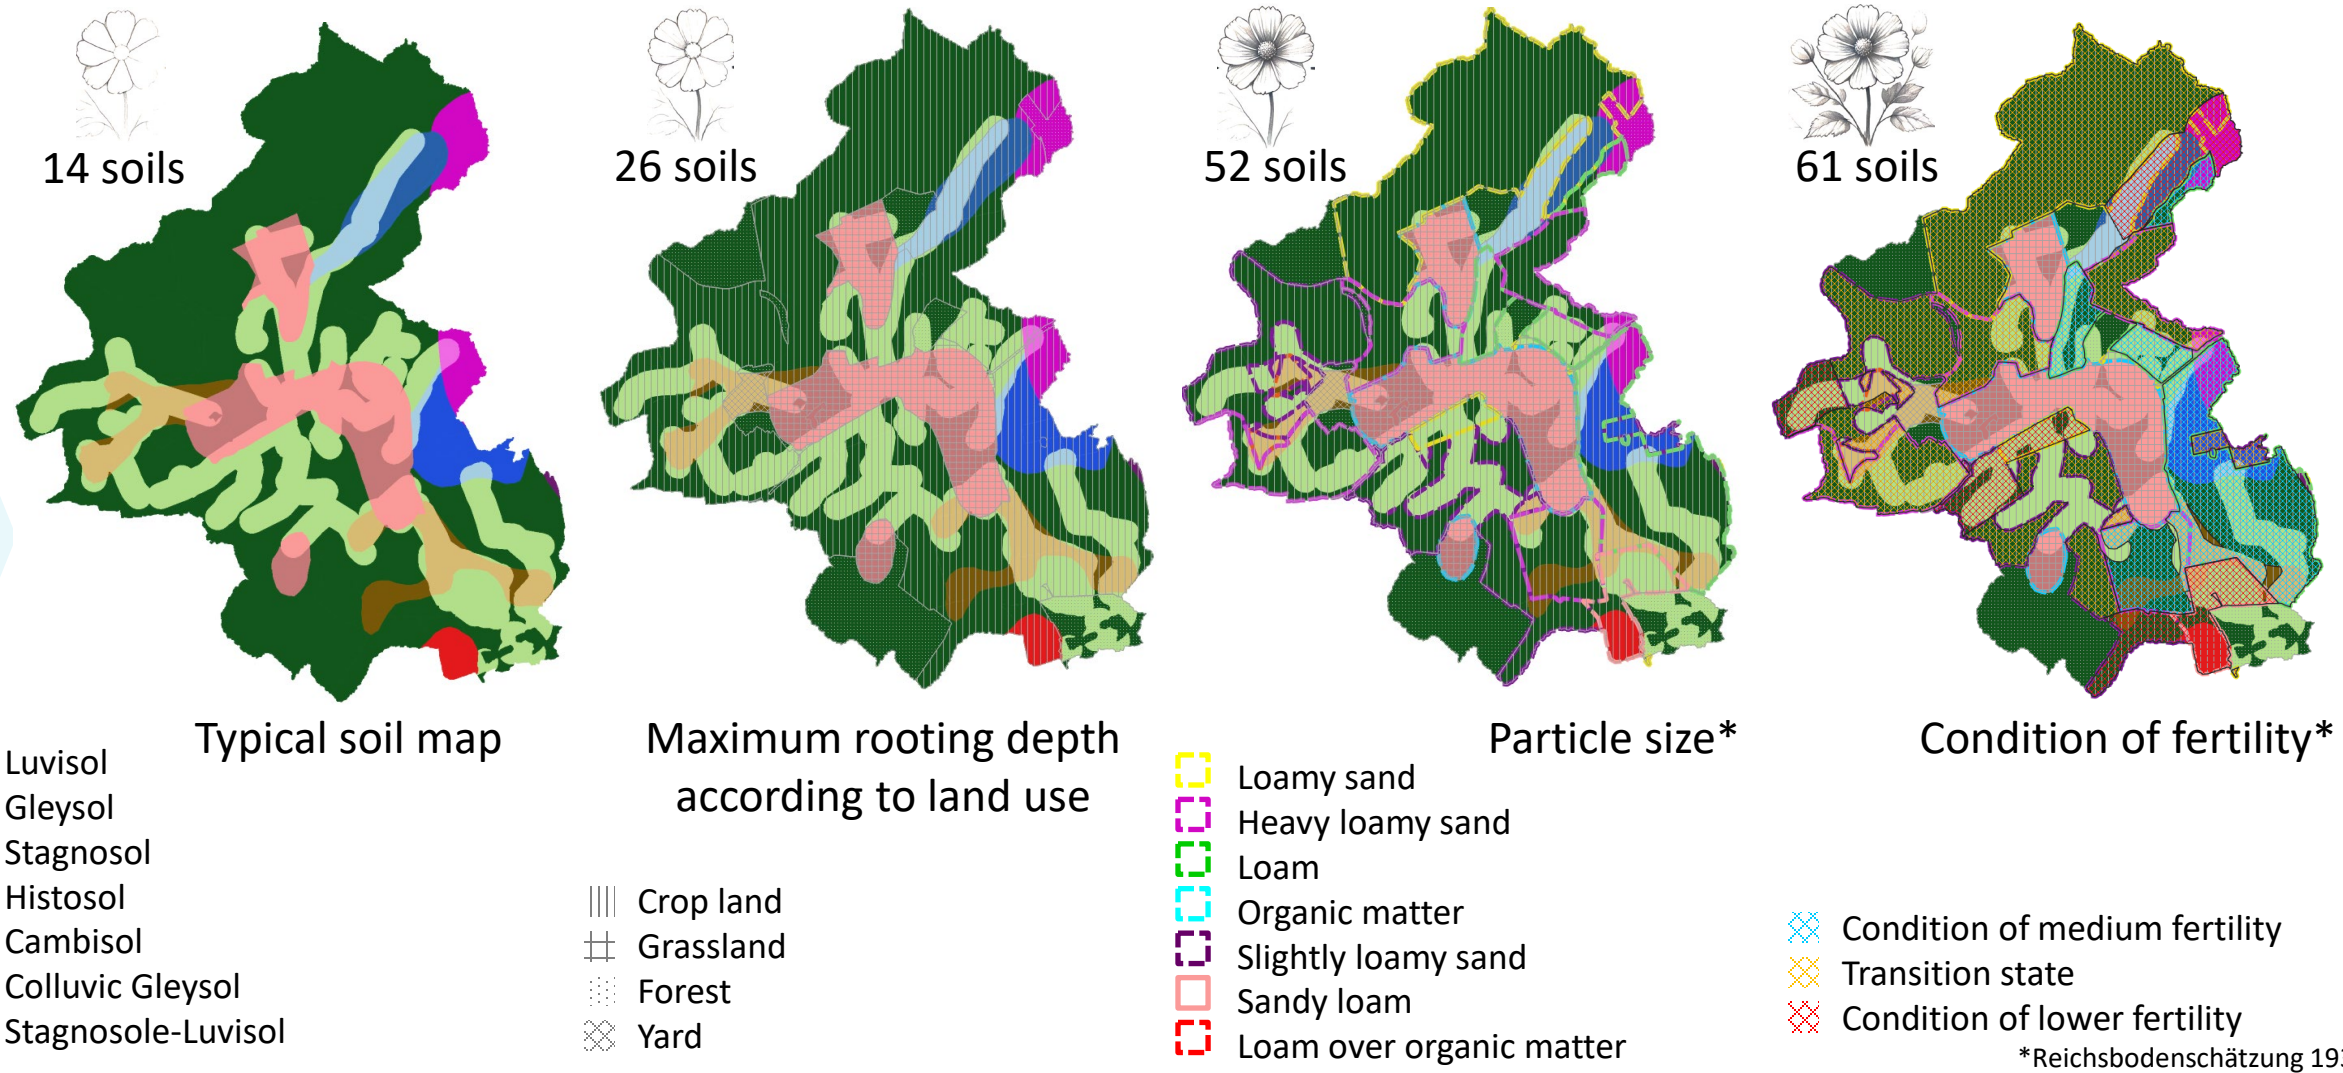 14 soils
26 soils
52 soils
61 soils
Typical soil map
Maximum rooting depth
according to land use
Particle size*
Condition of fertility*
Luvisol
Gleysol
Stagnosol
Histosol
Cambisol
Colluvic Gleysol
Stagnosole-Luvisol
Crop land
Grassland
Forest
Yard
Loamy sand
Heavy loamy sand
Loam
Organic matter
Slightly loamy sand
Sandy loam
Loam over organic matter
Condition of medium fertility
Transition state
Condition of lower fertility
*Reichsbodenschätzung